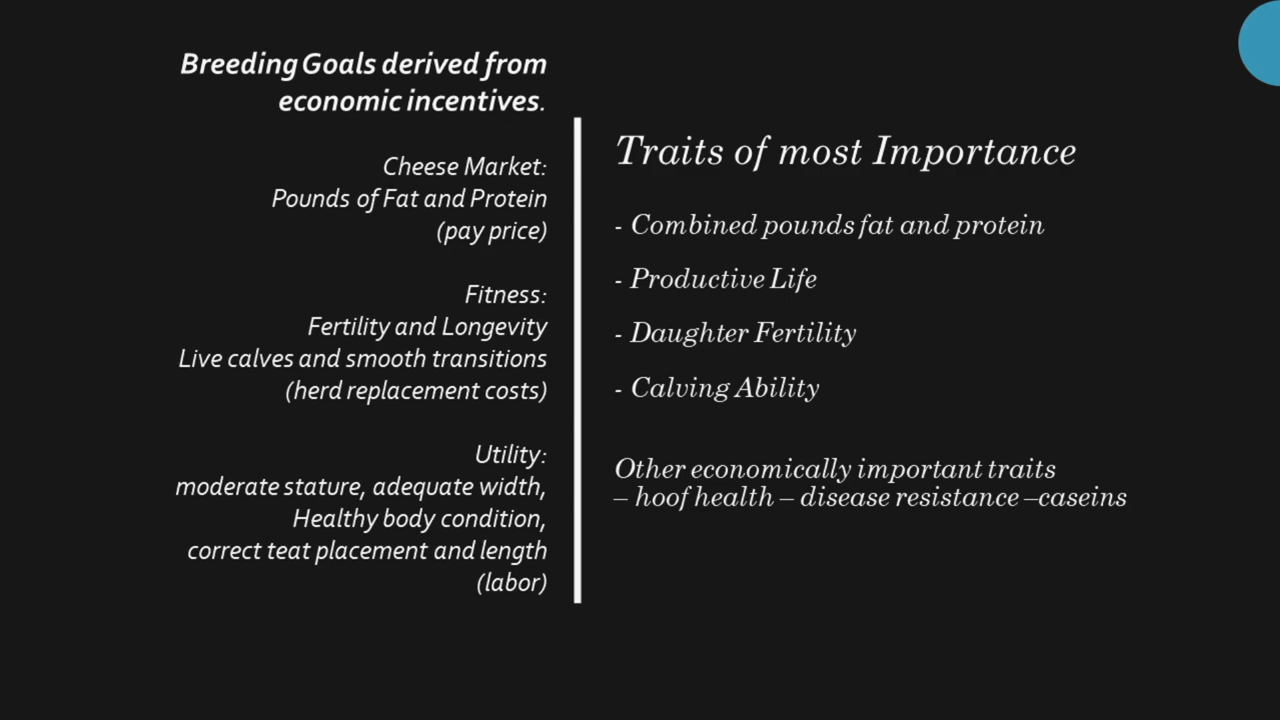 Breeding Goals derived from
economic incentives.
Cheese Market:
Pounds of Fat and Protein
(pay price)
Fitness:
Fertility and Longevity
Live calves and smooth transitions
(herd replacement costs)
Utility:
moderate stature, adequate width,
Healthy body condition,
correct teat placement and length
(labor)
Traits of most Importance
- Combined pounds fat and protein
- Productive Life
- Daughter Fertility
- Calving Ability
Other economically important traits
– hoof health – disease resistance –caseins